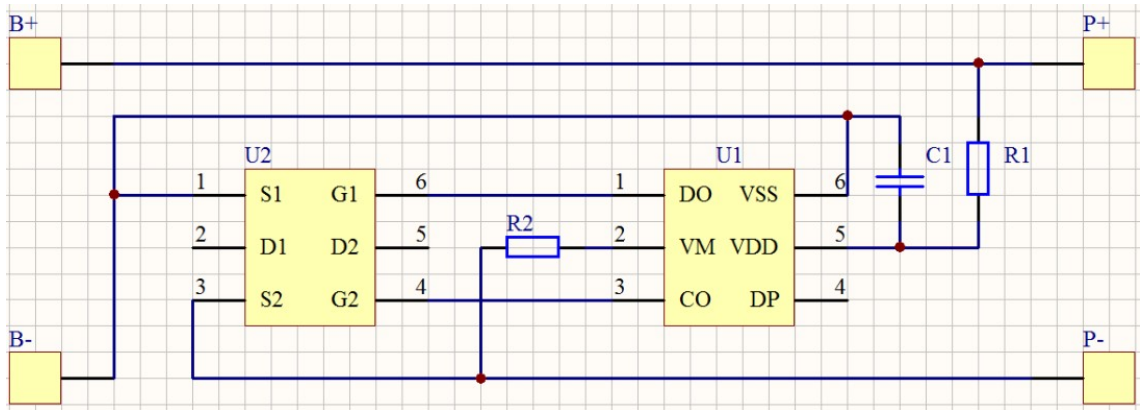 B+
P+
U2
U1
C1
R1
1
S1
G1
6
1
DO
VSS
6
R2
2
D1
D2
5
2
VM
VDD
5
3
S2
G2
4
3
CO
DP
4
B-
P-